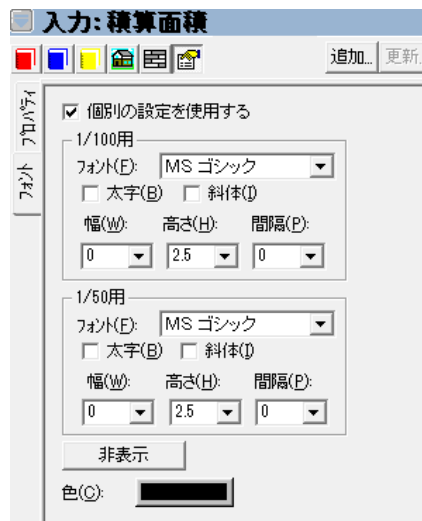 入力: 積算面積
追加... 更新
プロパティ
フォント
個別の設定を使用する
1/100用
フォント(F): MS ゴシック
太字(B) 斜体(I)
幅(W): 高さ(H): 間隔(P):
0 2.5 0
1/50用
フォント(F): MS ゴシック
太字(B) 斜体(I)
幅(W): 高さ(H): 間隔(P):
0 2.5 0
非表示
色(C):